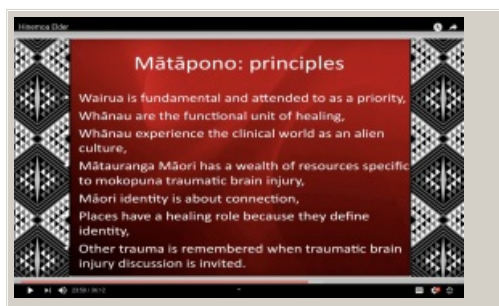 Hinemoa Elder
Mātāpono: principles
Wairua is fundamental and attended to as a priority,
Whānau are the functional unit of healing,
Whānau experience the clinical world as an alien
culture,
Mātauranga Māori has a wealth of resources specific
to mokopuna traumatic brain injury,
Māori identity is about connection,
Places have a healing role because they define
identity,
Other trauma is remembered when traumatic brain
injury discussion is invited.